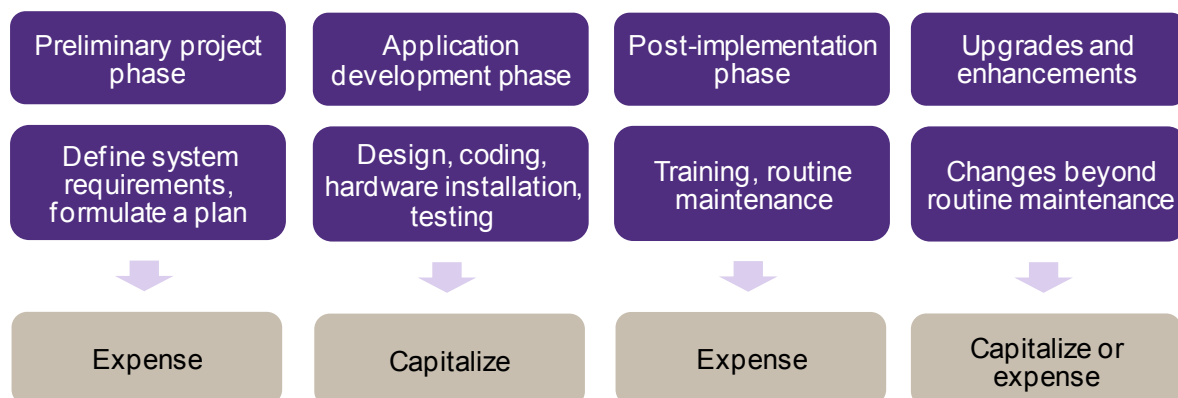 Preliminary project
phase
Application
development phase
Post-implementation
phase
Upgrades and
enhancements
Define system
requirements,
formulate a plan
Design, coding,
hardware installation,
testing
Training, routine
maintenance
Changes beyond
routine maintenance
Expense
Capitalize
Expense
Capitalize or
expense